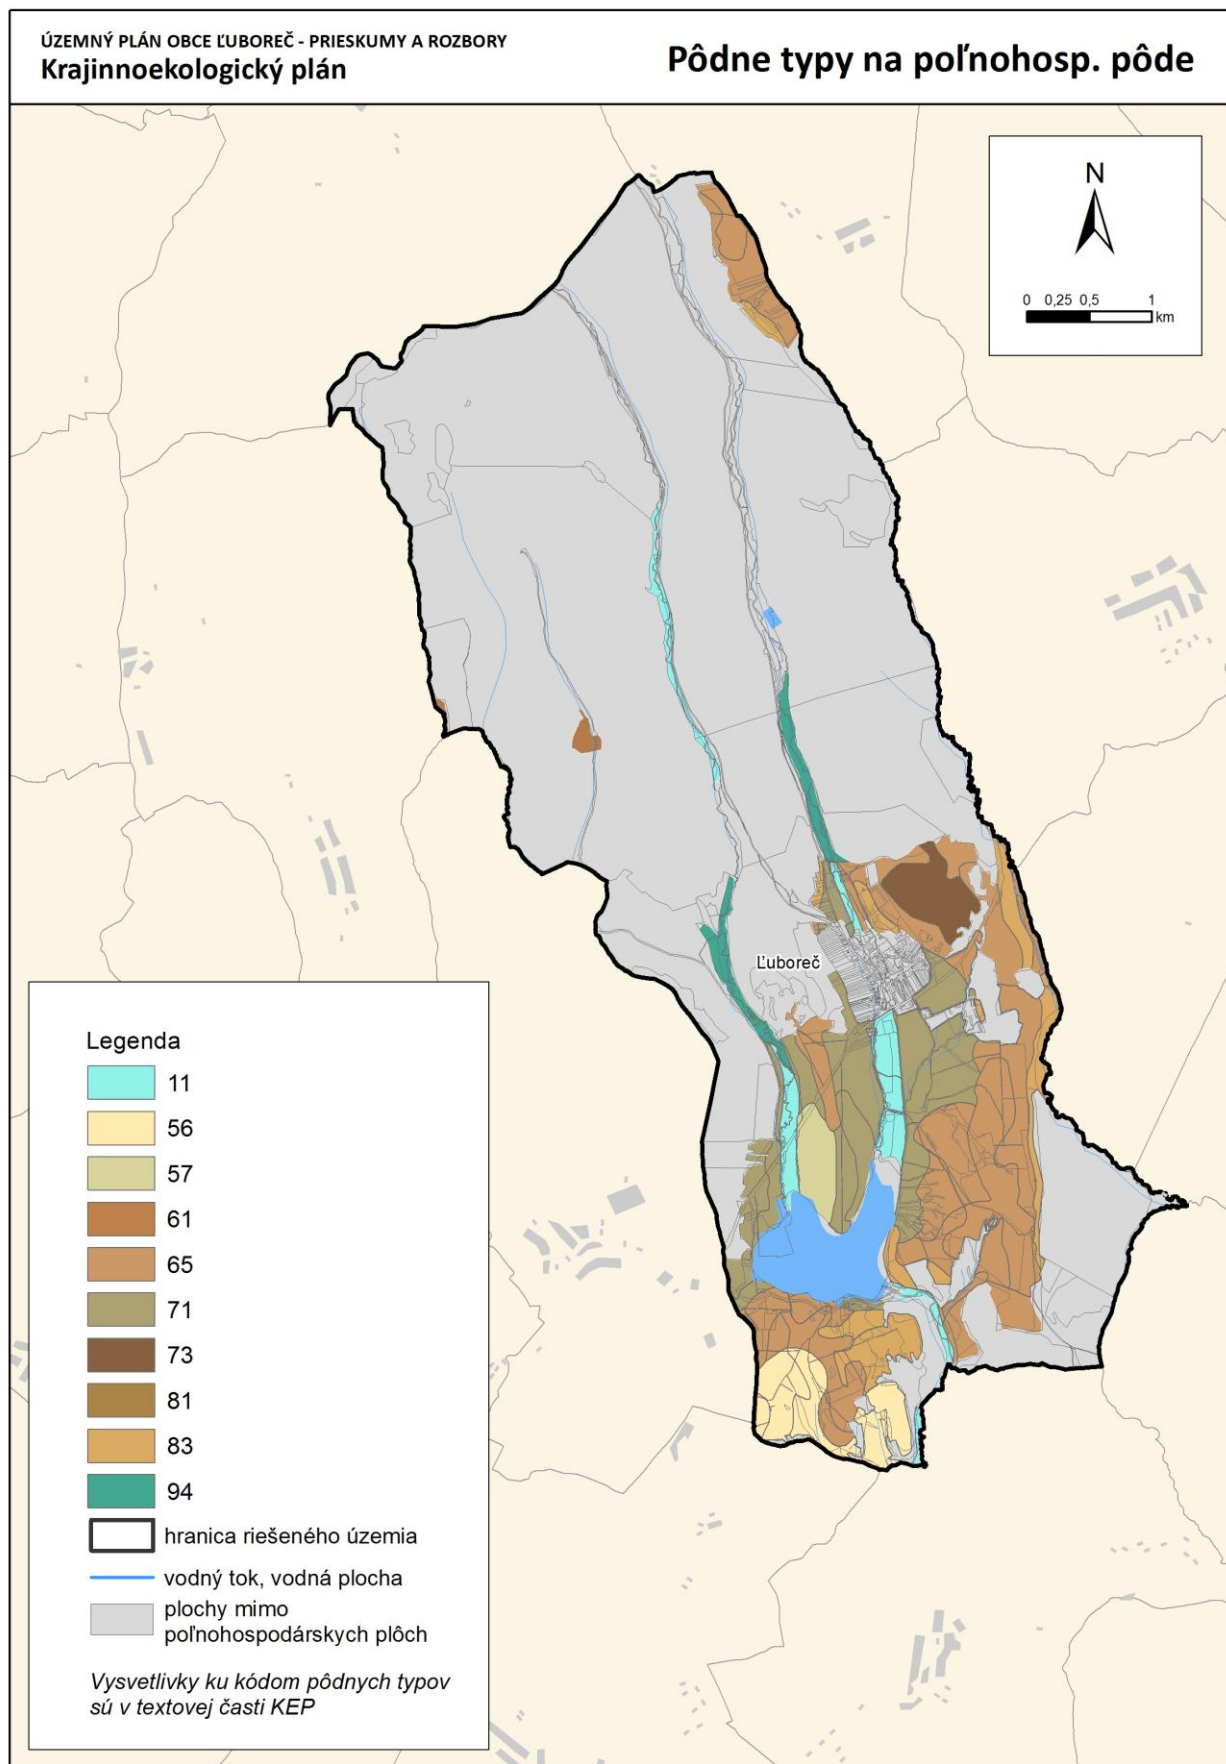 ÚZEMNÝ PLÁN OBCE ĽUBOREČ - PRIESKUMY A ROZBORY
Krajinnoekologický plán
Pôdne typy na poľnohosp. pôde
N
0 0,25 0,5 1
km
Ľuboreč
Legenda
11
56
57
61
65
71
73
81
83
94
hranica riešeného územia
vodný tok, vodná plocha
plochy mimo
poľnohospodárskych plôch
Vysvetlivky ku kódom pôdnych typov
sú v textovej časti KEP